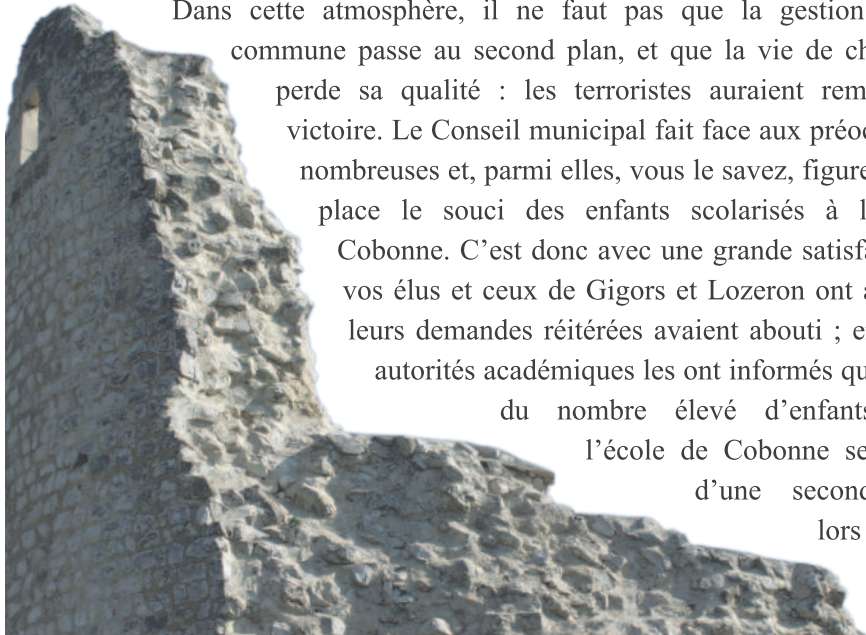 Dans cette atmosphère, il ne faut pas que la gestion
commune passe au second plan, et que la vie de ch
perde sa qualité : les terroristes auraient rem
victoire. Le Conseil municipal fait face aux préoc
nombreuses et, parmi elles, vous le savez, figure
place le souci des enfants scolarisés à l
Cobonne. C’est donc avec une grande satisfa
vos élus et ceux de Gigors et Lozeron ont a
leurs demandes réitérées avaient abouti ; e
autorités académiques les ont informés qu
du nombre élevé d’enfants
l’école de Cobonne se
d’une second
lors